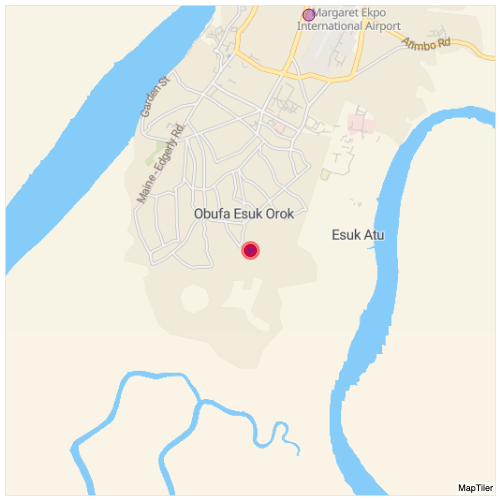 Margaret Ekpo
International Airport
Atimbo Rd
Garden St
Maine - Edgerly Rd.
Obufa Esuk Orok
Esuk Atu
MapTiler